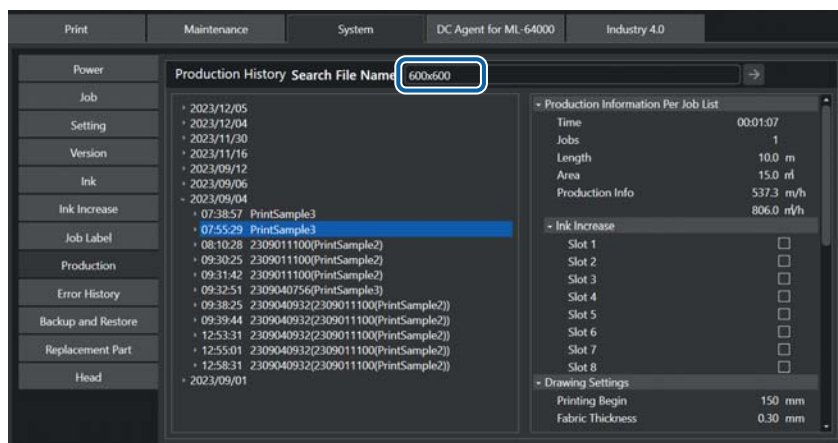 Print Maintenance System DC Agent for ML-64000 Industry 4.0
Power
Job
Setting
Version
Ink
Ink Increase
Job Label
Production
Error History
Backup and Restore
Replacement Part
Head
Production History Search File Name 600x600
2023/12/05
2023/12/04
2023/11/30
2023/11/16
2023/09/12
2023/09/06
2023/09/04
07:38:57 PrintSample3
07:55:29 PrintSample3
08:10:28 2309011100(PrintSample2)
09:30:25 2309011100(PrintSample2)
09:31:42 2309011100(PrintSample2)
09:32:51 2309040756(PrintSample3)
09:38:25 2309040932(2309011100(PrintSample2))
09:39:44 2309040932(2309011100(PrintSample2))
12:53:31 2309040932(2309011100(PrintSample2))
12:55:01 2309040932(2309011100(PrintSample2))
12:58:31 2309040932(2309011100(PrintSample2))
2023/09/01
Production Information Per Job List
Time 00:01:07
Jobs 1
Length 10.0 m
Area 15.0 ㎡
Production Info 537.3 m/h
806.0 ㎡/h
Ink Increase
Slot 1
Slot 2
Slot 3
Slot 4
Slot 5
Slot 6
Slot 7
Slot 8
Drawing Settings
Printing Begin 150 mm
Fabric Thickness 0.30 mm